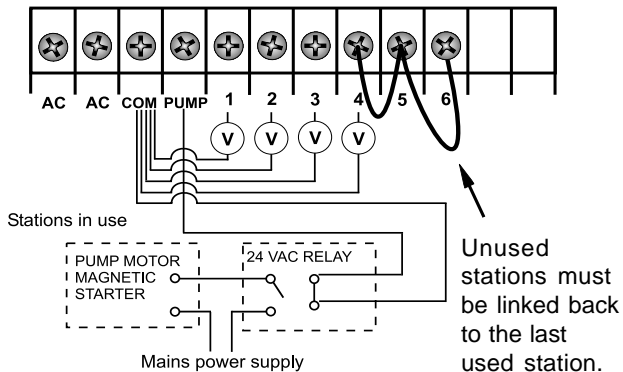 AC AC COM PUMP 1 2 3 4 5 6
V V V V
Stations in use
PUMP MOTOR
MAGNETIC
STARTER
24 VAC RELAY
Mains power supply
Unused
stations must
be linked back
to the last
used station.